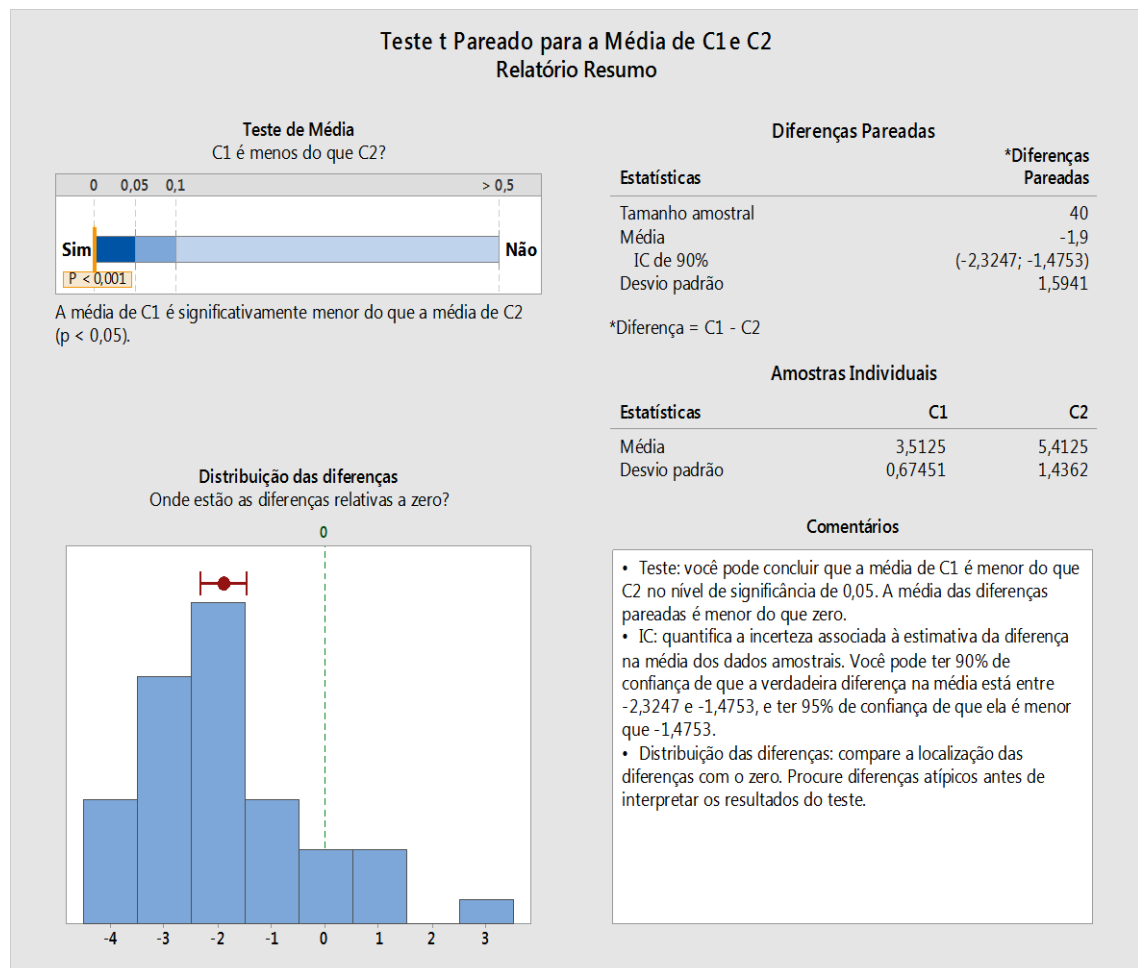 Teste t Pareado para a Média de C1 e C2
Relatório Resumo
Teste de Média
C1 é menos do que C2?
0 0,05 0,1 > 0,5
Sim Não
P < 0,001
A média de C1 é significativamente menor do que a média de C2
(p < 0,05).
Diferenças Pareadas
*Diferenças
Estatísticas Pareadas
Tamanho amostral 40
Média -1,9
IC de 90% (-2,3247; -1,4753)
Desvio padrão 1,5941
*Diferença = C1 - C2
Amostras Individuais
Estatísticas C1 C2
Média 3,5125 5,4125
Desvio padrão 0,67451 1,4362
Distribuição das diferenças
Onde estão as diferenças relativas a zero?
0
-4 -3 -2 -1 0 1 2 3
Comentários
• Teste: você pode concluir que a média de C1 é menor do que
C2 no nível de significância de 0,05. A média das diferenças
pareadas é menor do que zero.
• IC: quantifica a incerteza associada à estimativa da diferença
na média dos dados amostrais. Você pode ter 90% de
confiança de que a verdadeira diferença na média está entre
-2,3247 e -1,4753, e ter 95% de confiança de que ela é menor
que -1,4753.
• Distribuição das diferenças: compare a localização das
diferenças com o zero. Procure diferenças atípicos antes de
interpretar os resultados do teste.